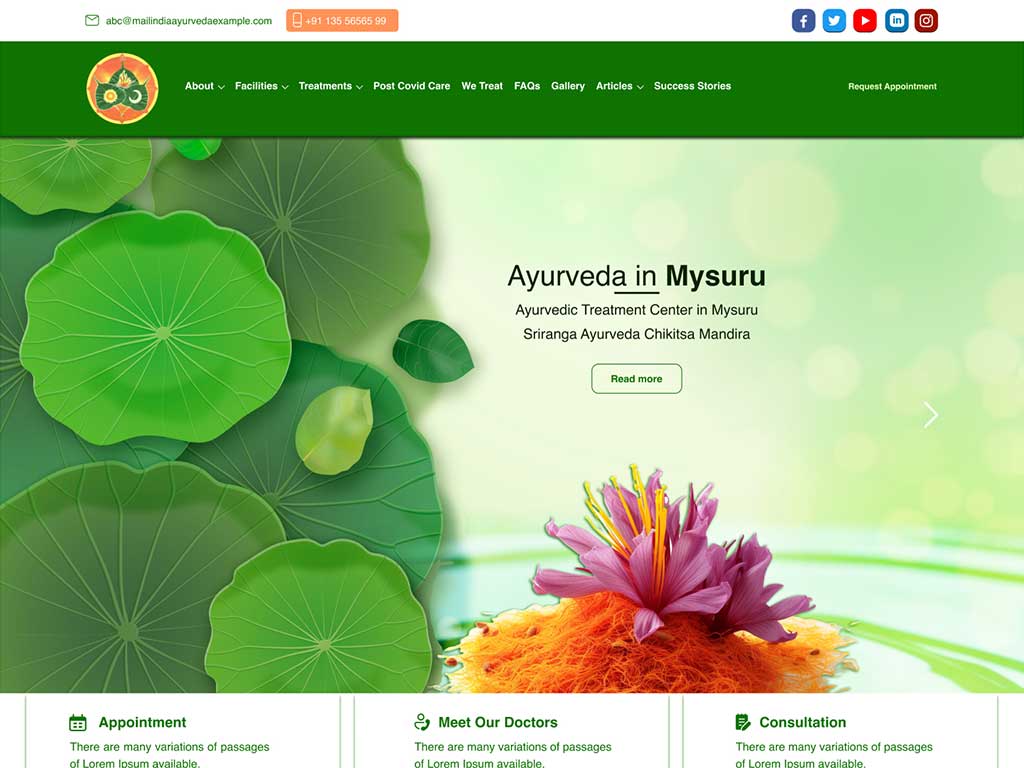 abc@mailindiaayurvedaexample.com
+91 135 56565 99
About Facilities Treatments Post Covid Care We Treat FAQs Gallery Articles Success Stories
Request Appointment
Ayurveda in Mysuru
Ayurvedic Treatment Center in Mysuru
Sriranga Ayurveda Chikitsa Mandira
Read more
Appointment
There are many variations of passages
of Lorem Ipsum available.
Meet Our Doctors
There are many variations of passages
of Lorem Ipsum available.
Consultation
There are many variations of passages
of Lorem Ipsum available.